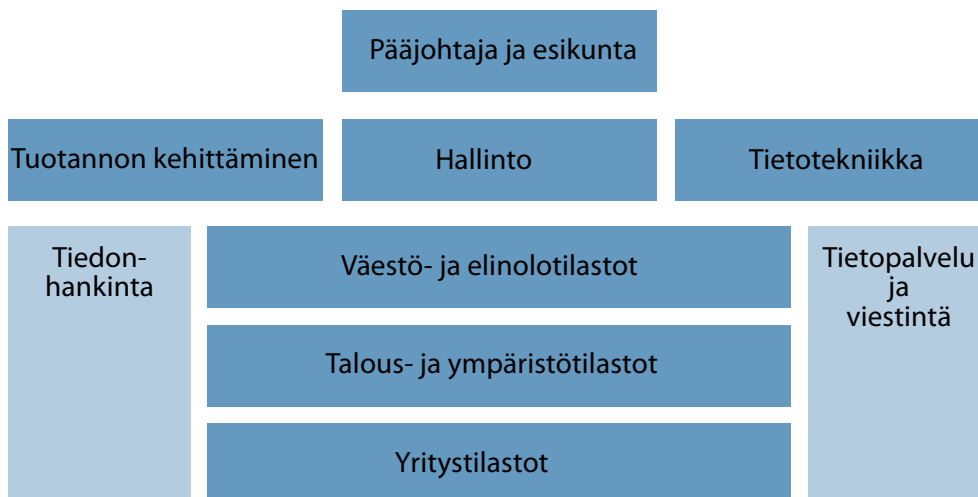 Pääjohtaja ja esikunta
Tuotannon kehittäminen
Hallinto
Tietotekniikka
Tiedon-
hankinta
Väestö- ja elinolotilastot
Talous- ja ympäristötilastot
Yritystilastot
Tietopalvelu
ja
viestintä